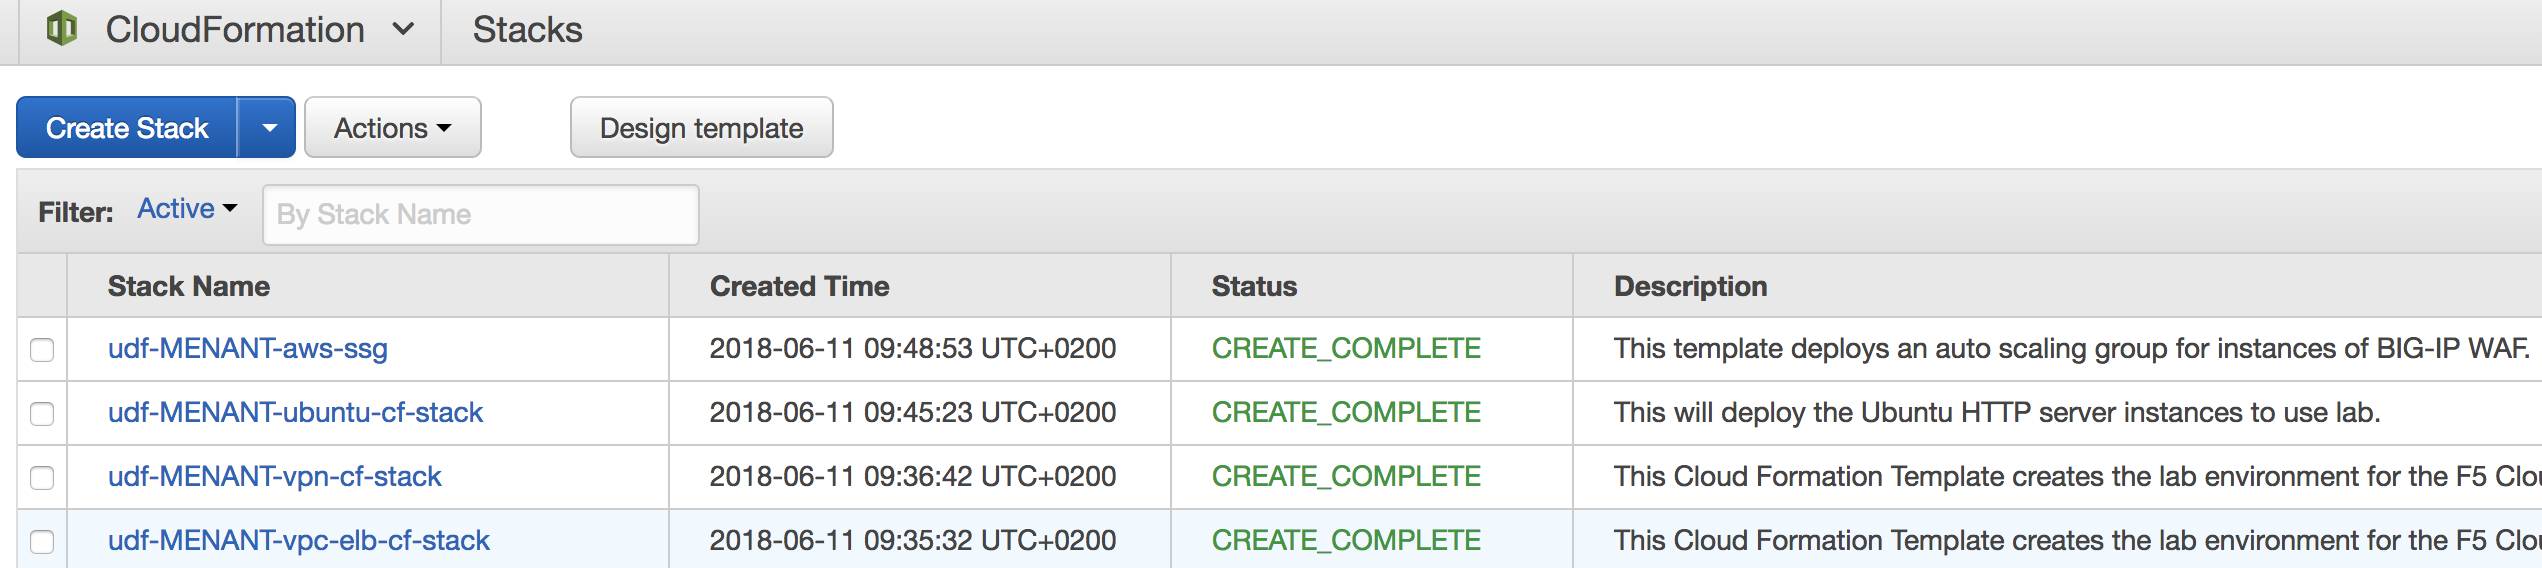 CloudFormation Stacks
Create Stack Actions Design template
Filter: Active By Stack Name
Stack Name Created Time Status Description
udf-MENANT-aws-ssg 2018-06-11 09:48:53 UTC+0200 CREATE_COMPLETE This template deploys an auto scaling group for instances of BIG-IP WAF.
udf-MENANT-ubuntu-cf-stack 2018-06-11 09:45:23 UTC+0200 CREATE_COMPLETE This will deploy the Ubuntu HTTP server instances to use lab.
udf-MENANT-vpn-cf-stack 2018-06-11 09:36:42 UTC+0200 CREATE_COMPLETE This Cloud Formation Template creates the lab environment for the F5 Clou
udf-MENANT-vpc-elb-cf-stack 2018-06-11 09:35:32 UTC+0200 CREATE_COMPLETE This Cloud Formation Template creates the lab environment for the F5 Clou